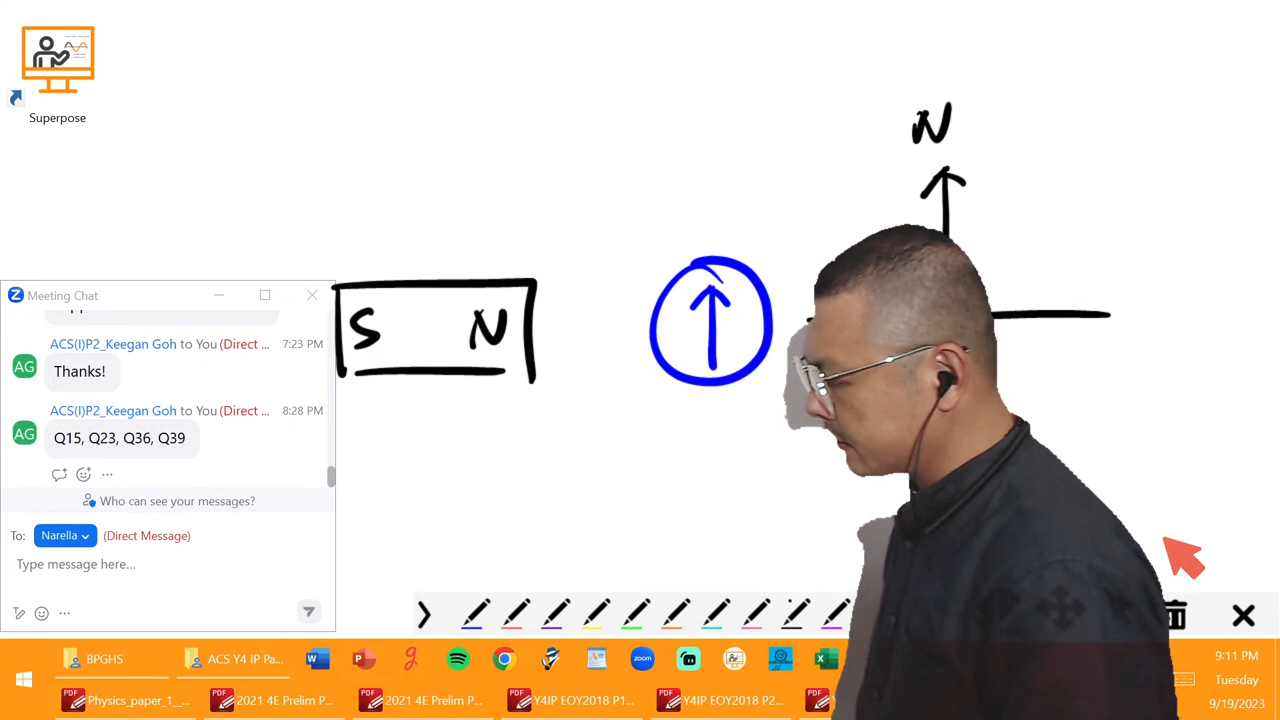 Superpose
N
S N
Meeting Chat
ACS(I)P2_Keegan Goh to You (Direct ... 7:23 PM
AG Thanks!
ACS(I)P2_Keegan Goh to You (Direct ... 8:28 PM
AG Q15, Q23, Q36, Q39
Who can see your messages?
To: Narella (Direct Message)
Type message here...
BPGHS
ACS Y4 IP Pa...
9:11 PM
Tuesday
9/19/2023
Physics_paper_1_...
2021 4E Prelim P...
2021 4E Prelim P...
Y4IP EOY2018 P1...
Y4IP EOY2018 P2...